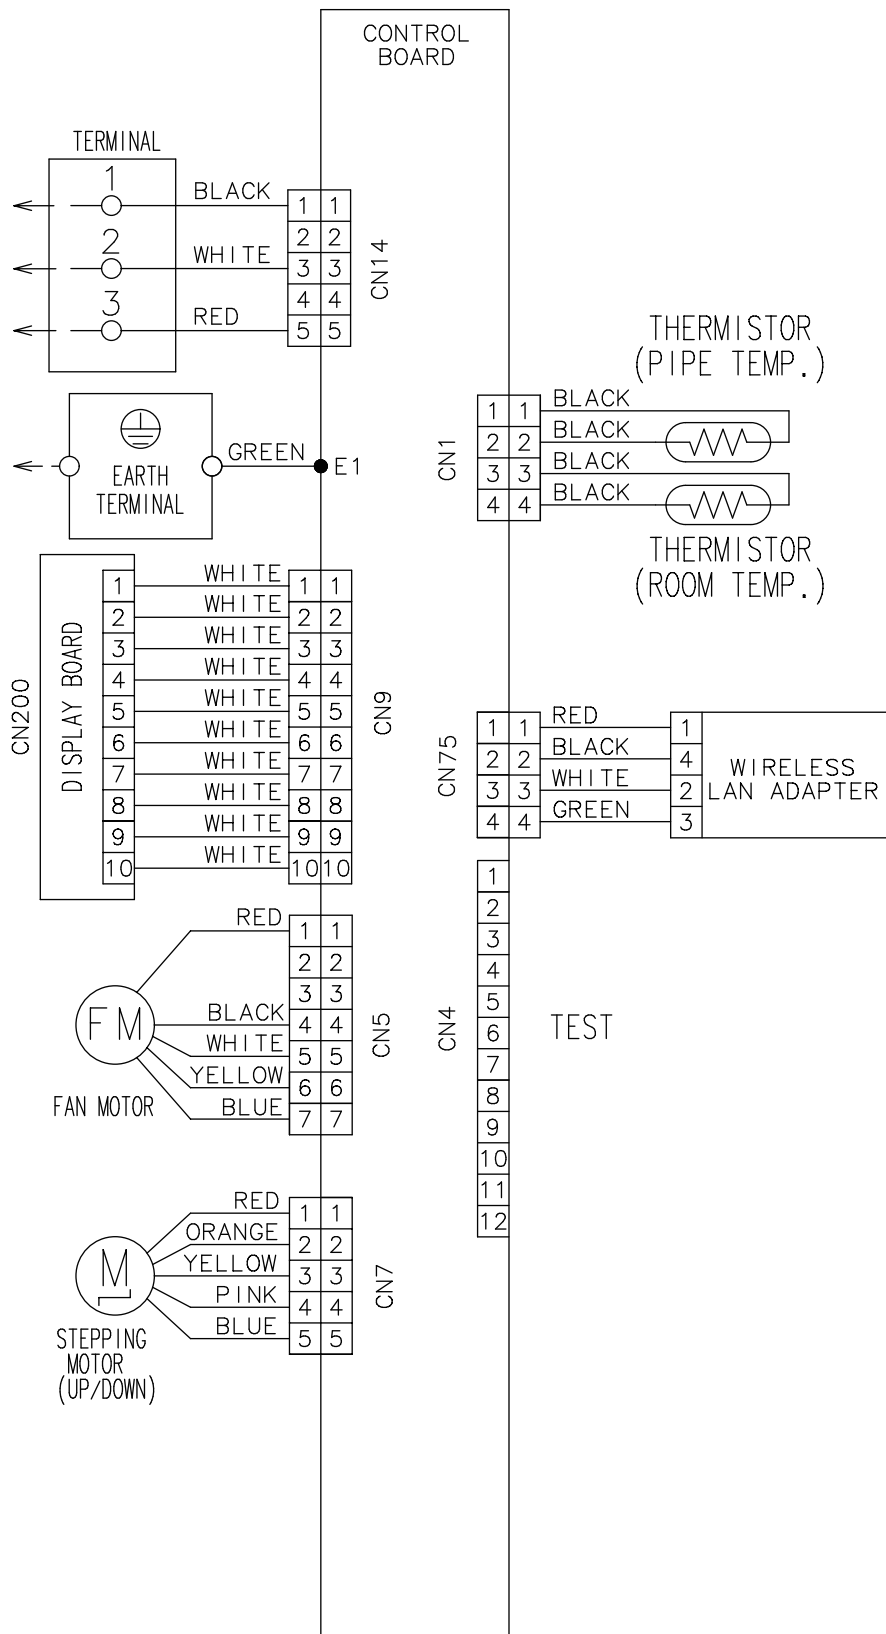 CONTROL
BOARD
TERMINAL
1 BLACK 1 1
2 2
2 WHITE 3 3
4 4
3 RED 5 5
CN14
EARTH
TERMINAL
GREEN E1
CN200
DISPLAY BOARD
1 WHITE 1 1
2 WHITE 2 2
3 WHITE 3 3
4 WHITE 4 4
5 WHITE 5 5
6 WHITE 6 6
7 WHITE 7 7
8 WHITE 8 8
9 WHITE 9 9
10 WHITE 10 10
CN9
FM
FAN MOTOR
RED 1 1
2 2
3 3
BLACK 4 4
WHITE 5 5
YELLOW 6 6
BLUE 7 7
CN5
M
STEPPING
MOTOR
(UP/DOWN)
RED 1 1
ORANGE 2 2
YELLOW 3 3
PINK 4 4
BLUE 5 5
CN7
THERMISTOR
(PIPE TEMP.)
CN1
1 1 BLACK
2 2 BLACK
3 3 BLACK
4 4 BLACK
THERMISTOR
(ROOM TEMP.)
CN75
1 1 RED 1
2 2 BLACK 4
3 3 WHITE 2
4 4 GREEN 3
WIRELESS
LAN ADAPTER
CN4
1
2
3
4
5
6
7
8
9
10
11
12
TEST